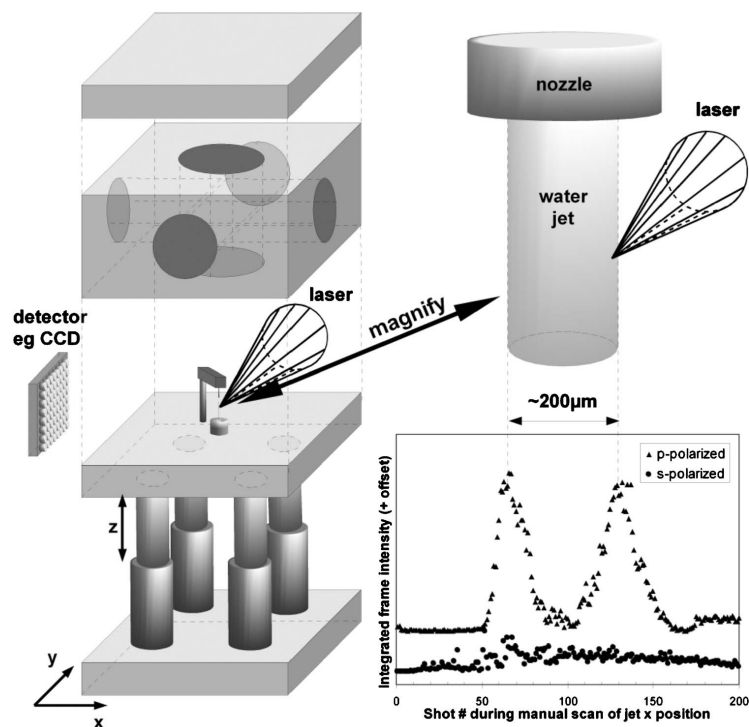 nozzle
laser
water
jet
laser
magnify
detector
eg CCD
~200µm
z
y
x
p-polarized
s-polarized
Integrated frame intensity (+ offset)
0
50
100
150
200
Shot # during manual scan of jet x position